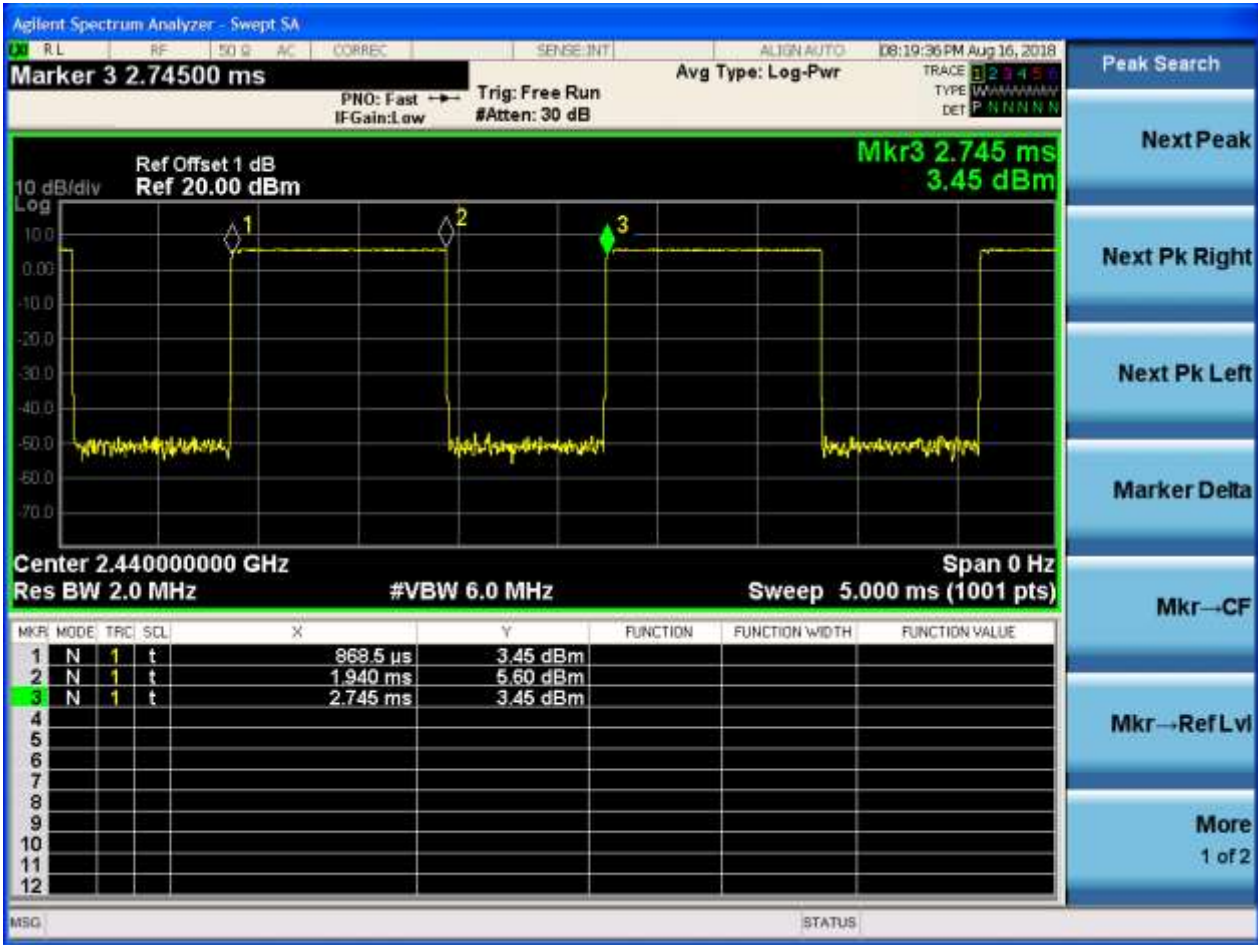 Agilent Spectrum Analyzer - Swept SA
LXI RL RF 50 Ω AC CORREC SENSE:INT ALIGN AUTO 08:19:36 PM Aug 16, 2018
Marker 3 2.74500 ms
PNO: Fast
IFGain:Low
Trig: Free Run
#Atten: 30 dB
Avg Type: Log-Pwr
TRACE 1 2 3 4 5 6
TYPE WWWWWW
DET P N N N N N
Mkr3 2.745 ms
3.45 dBm
Ref Offset 1 dB
10 dB/div Ref 20.00 dBm
Log
10.0
0.00
-10.0
-20.0
-30.0
-40.0
-50.0
-60.0
-70.0
1
2
3
Center 2.440000000 GHz Span 0 Hz
Res BW 2.0 MHz #VBW 6.0 MHz Sweep 5.000 ms (1001 pts)
MKR MODE TRC SCL X Y FUNCTION FUNCTION WIDTH FUNCTION VALUE
1 N 1 t 868.5 µs 3.45 dBm
2 N 1 t 1.940 ms 5.60 dBm
3 N 1 t 2.745 ms 3.45 dBm
4
5
6
7
8
9
10
11
12
MSG STATUS
Peak Search
Next Peak
Next Pk Right
Next Pk Left
Marker Delta
Mkr→CF
Mkr→Ref Lvl
More
1 of 2